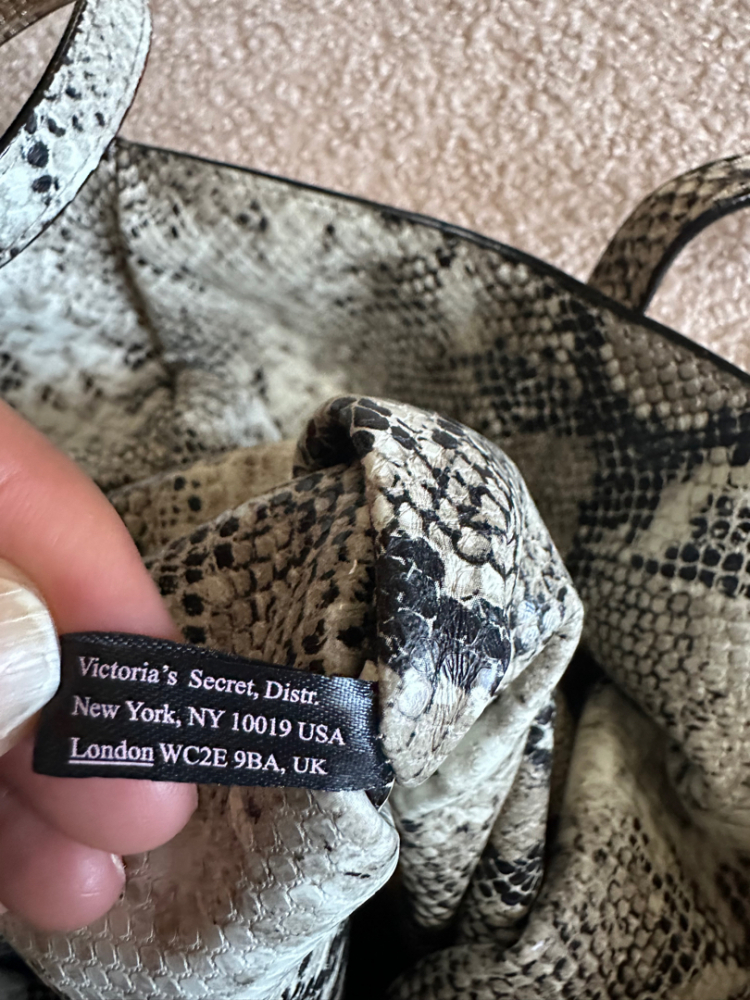 Victoria's Secret, Distr.
New York, NY 10019 USA
London WC2E 9BA, UK